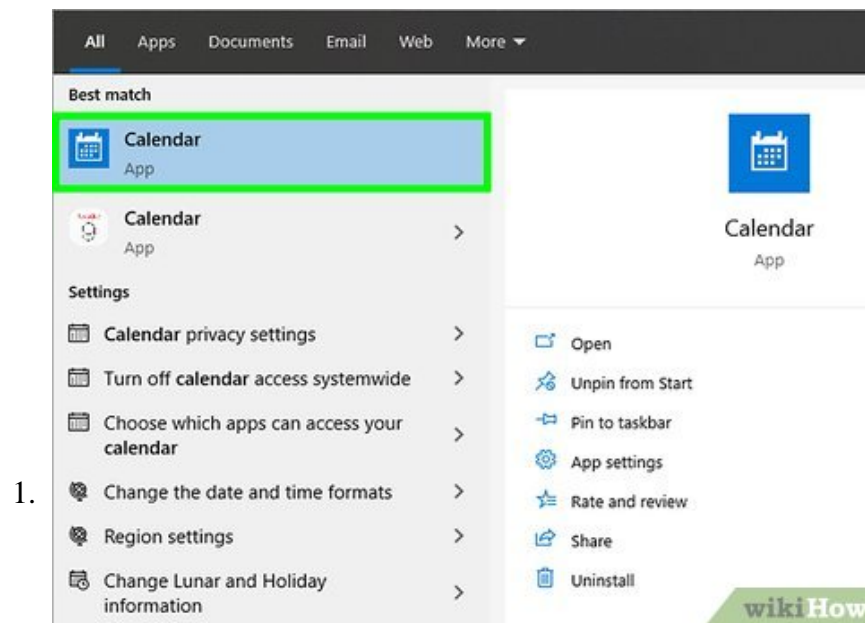 All Apps Documents Email Web More
Best match
Calendar
App
Calendar
App
Settings
Calendar privacy settings
Turn off calendar access systemwide
Choose which apps can access your
calendar
1.
Change the date and time formats
Region settings
Change Lunar and Holiday
information
Calendar
App
Open
Unpin from Start
Pin to taskbar
App settings
Rate and review
Share
Uninstall
wikiHow